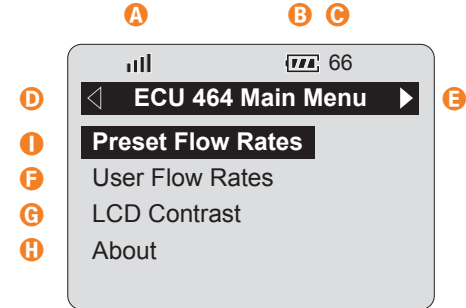 A B C
66
D ECU 464 Main Menu E
I Preset Flow Rates
F User Flow Rates
G LCD Contrast
H About